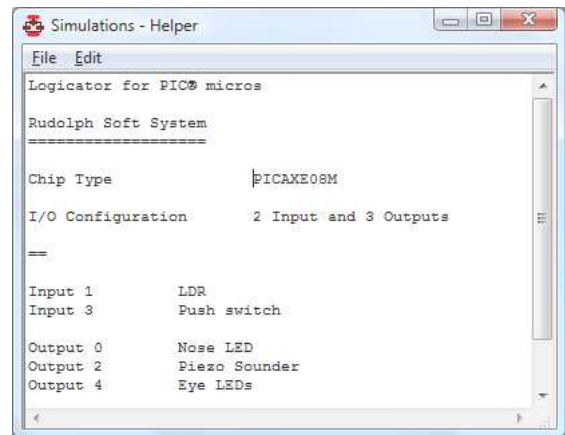 Simulations - Helper
File Edit
Logicator for PIC® micros
Rudolph Soft System
===================
Chip Type PICAXE08M
I/O Configuration 2 Input and 3 Outputs
==
Input 1 LDR
Input 3 Push switch
Output 0 Nose LED
Output 2 Piezo Sounder
Output 4 Eye LEDs